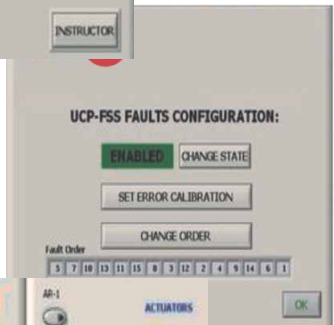 INSTRUCTOR
UCP-FSS FAULTS CONFIGURATION:
ENABLED CHANGE STATE
SET ERROR CALIBRATION
CHANGE ORDER
Fault Order
5 7 10 13 11 15 8 3 12 2 4 9 14 6 1
AR-1
ACTUATORS
OK